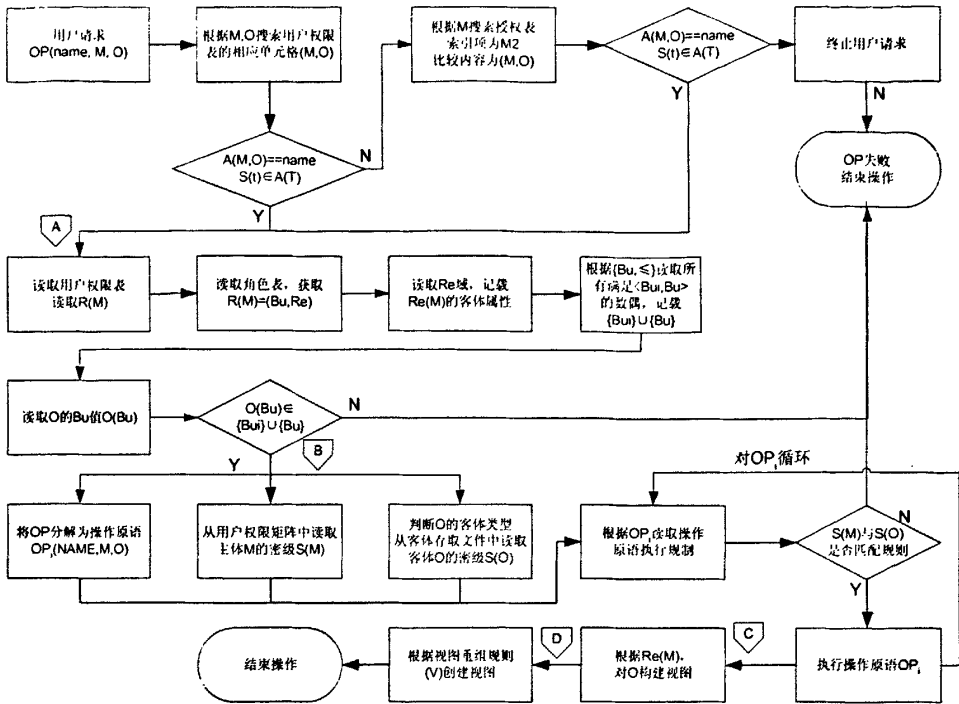 用户请求
OP(name, M, O)
根据M,O搜索用户权限
表的相应单元格(M,O)
根据M搜索授权表
索引项为M2
比较内容为(M,O)
A(M,O)==name
S(t)∈A(T)
终止用户请求
N
Y
N
A(M,O)==name
S(t)∈A(T)
OP失败
结束操作
Y
A
读取用户权限表
读取R(M)
读取角色表，获取
R(M)=(Bu,Re)
读取Re域，记载
Re(M)的客体属性
根据{Bu,≤}读取所
有满足<Bui,Bu>
的数偶，记载
{Bui}∪{Bu}
读取O的Bu值O(Bu)
O(Bu)∈
{Bui}∪{Bu}
N
B
Y
对OPi循环
将OP分解为操作原语
OPi(NAME,M,O)
从用户权限矩阵中读取
主体M的密级S(M)
判断O的客体类型
从客体存取文件中读取
客体O的密级S(O)
根据OPi读取操作
原语执行规制
N
S(M)与S(O)
是否匹配规则
Y
结束操作
根据视图重组规则
(V)创建视图
D
根据Re(M),
对O构建视图
C
执行操作原语OPi